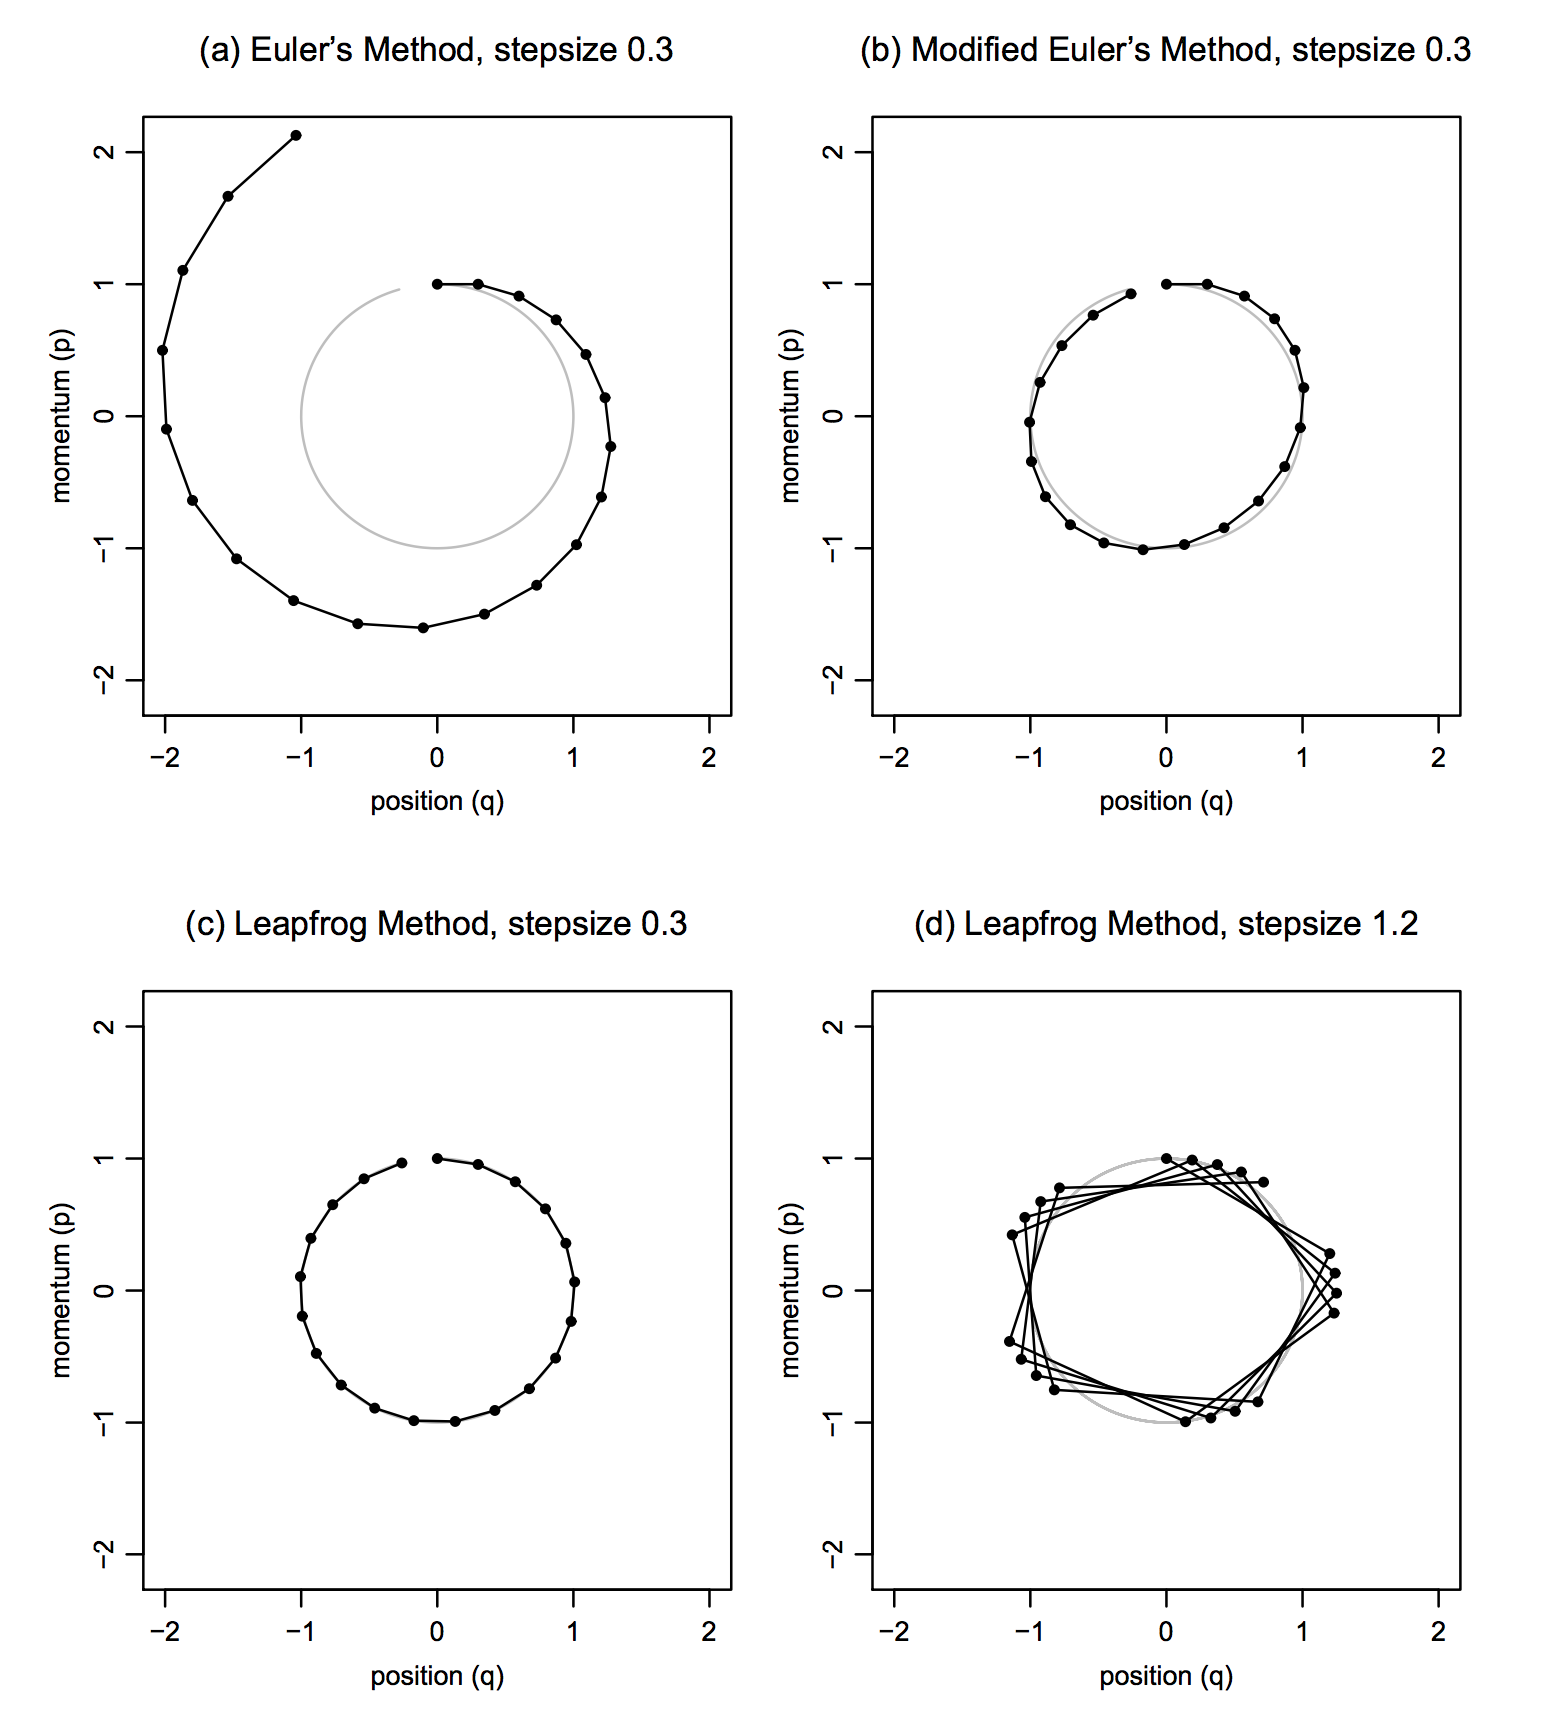 (a) Euler’s Method, stepsize 0.3
2
1
0
−1
−2
momentum (p)
−2 −1 0 1 2
position (q)
(b) Modified Euler’s Method, stepsize 0.3
2
1
0
−1
−2
momentum (p)
−2 −1 0 1 2
position (q)
(c) Leapfrog Method, stepsize 0.3
2
1
0
−1
−2
momentum (p)
−2 −1 0 1 2
position (q)
(d) Leapfrog Method, stepsize 1.2
2
1
0
−1
−2
momentum (p)
−2 −1 0 1 2
position (q)